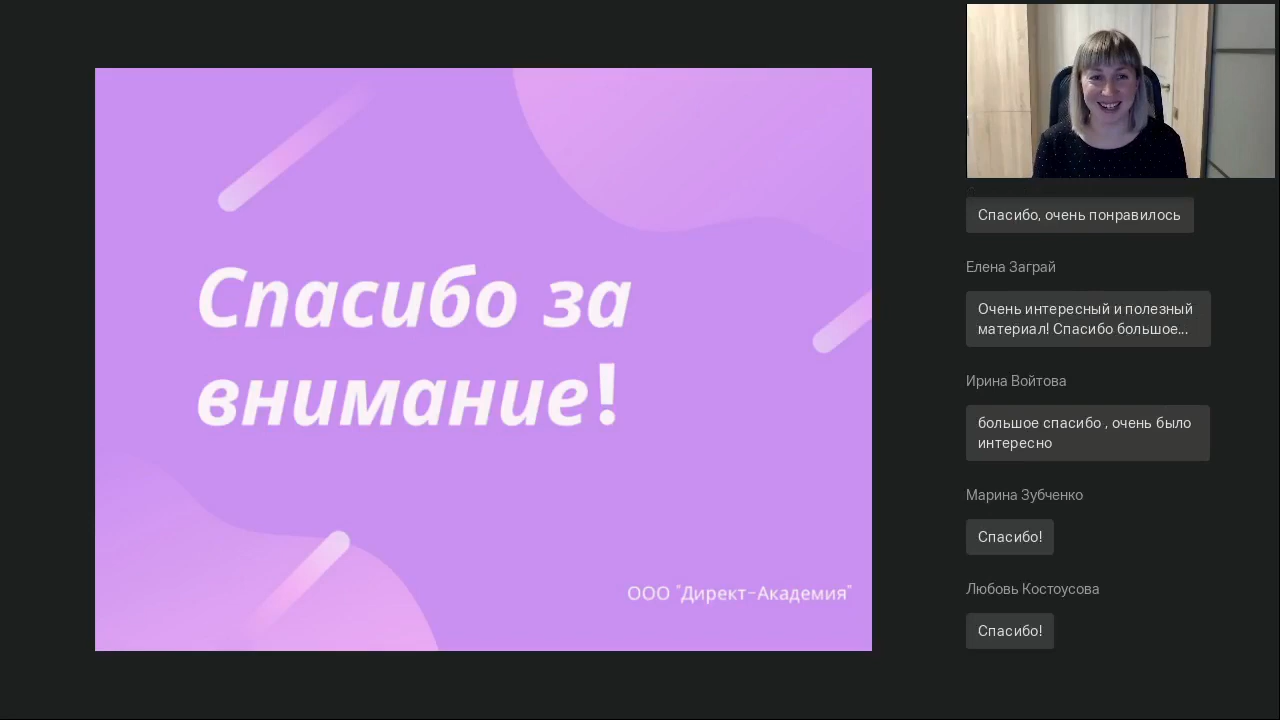 Спасибо за
внимание!
ООО "Директ-Академия"
Спасибо, очень понравилось
Елена Заграй
Очень интересный и полезный
материал! Спасибо большое...
Ирина Войтова
большое спасибо , очень было
интересно
Марина Зубченко
Спасибо!
Любовь Костоусова
Спасибо!